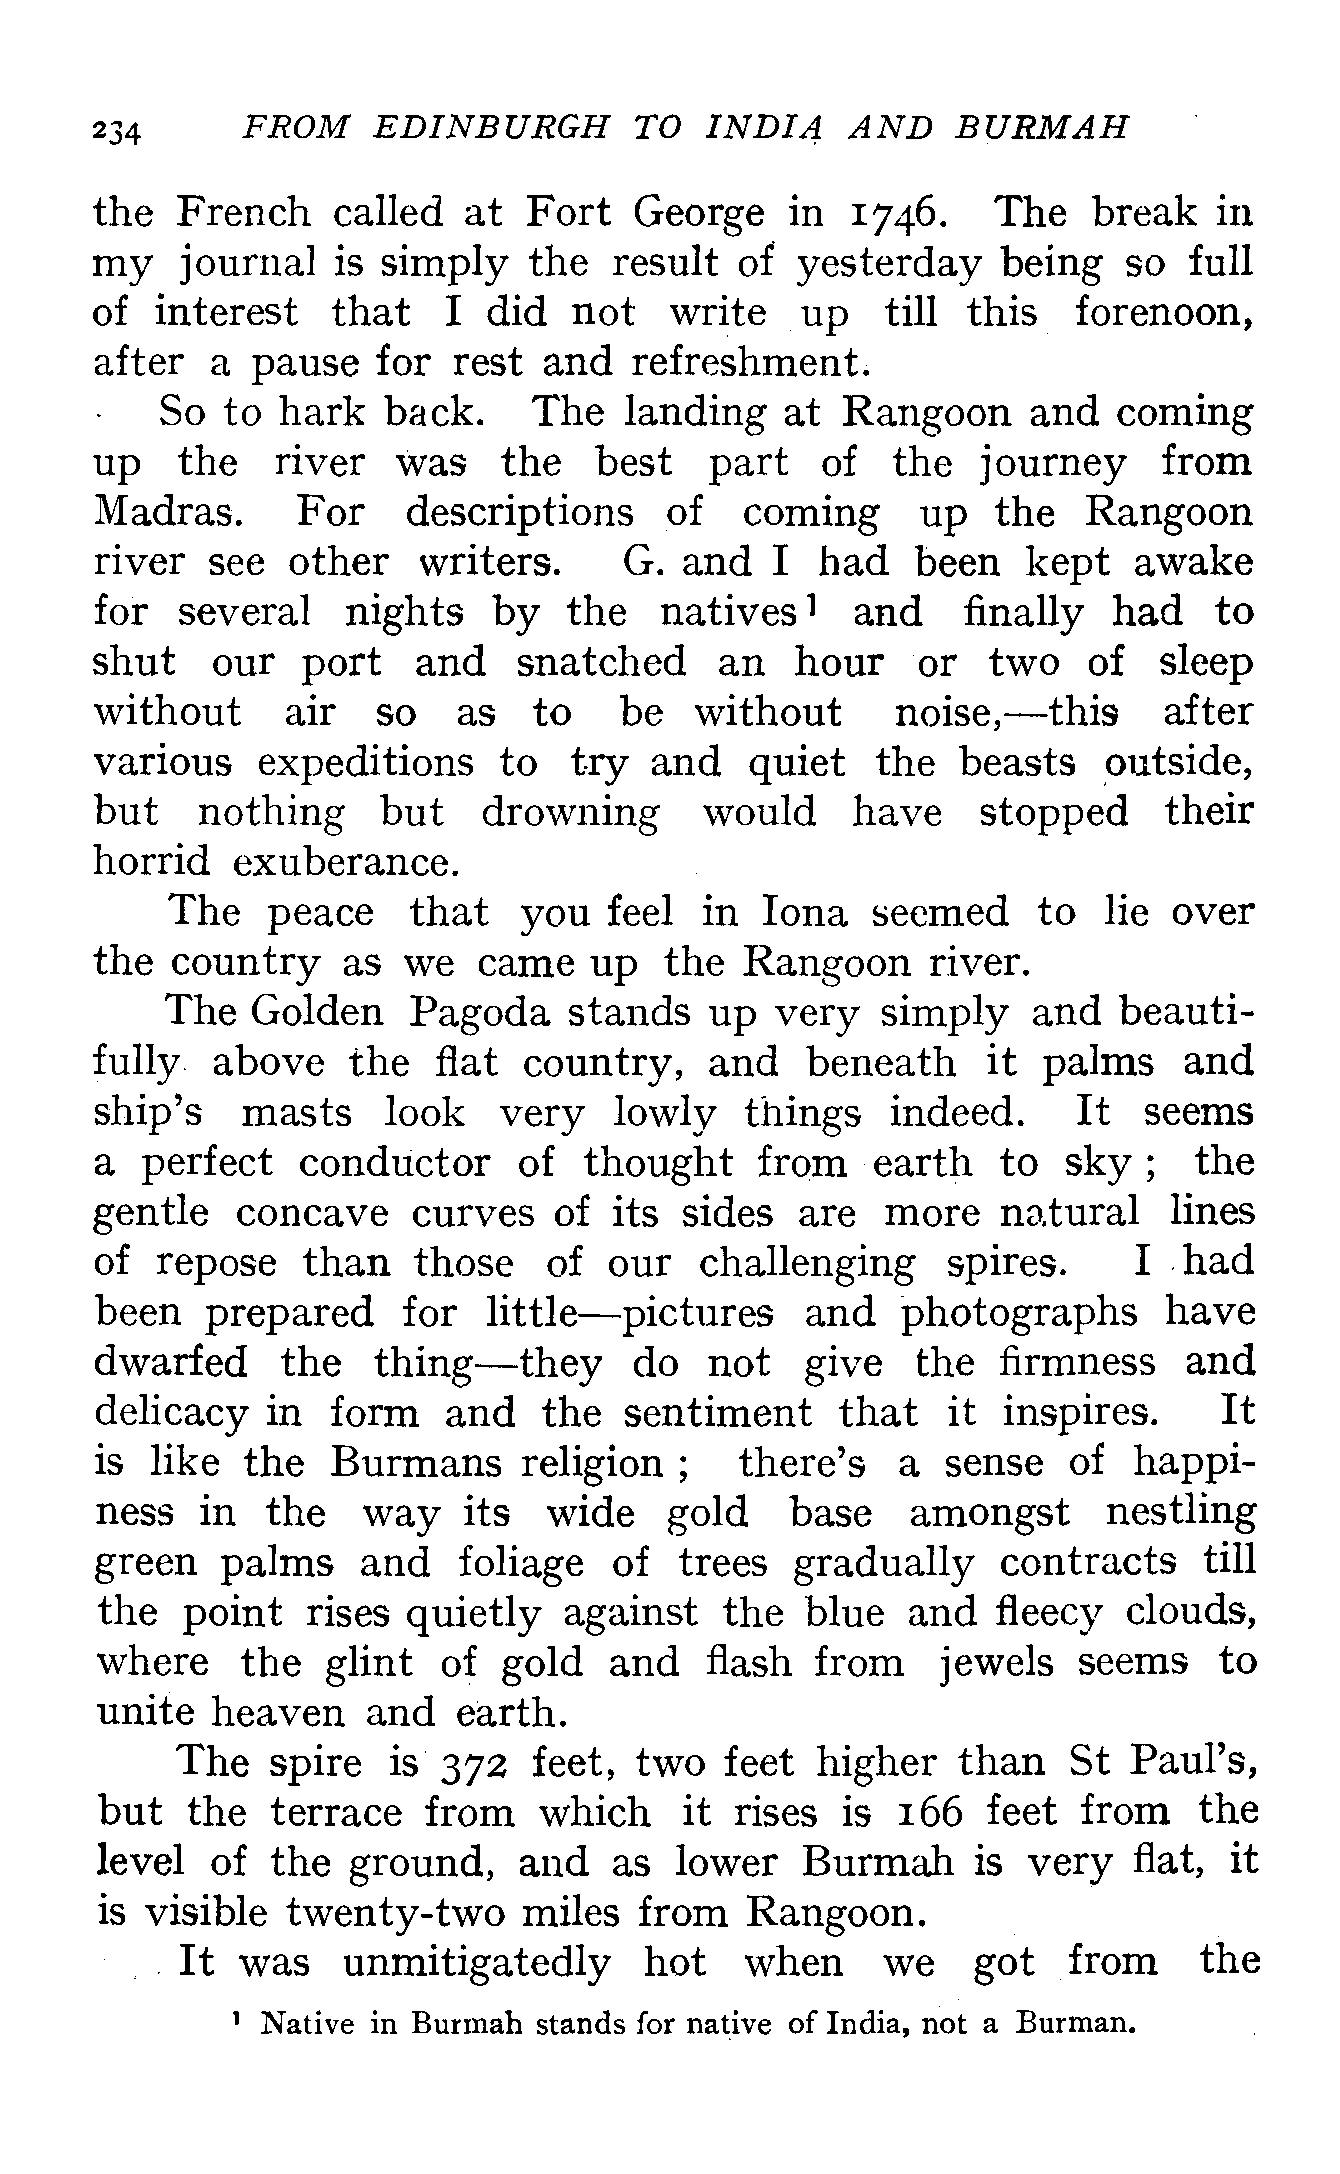 234 FROM EDINBURGH TO INDIA AND BURMAH
the French called at Fort George in 1746. The break in
my journal is simply the result of yesterday being so full
of interest that I did not write up till this forenoon,
after a pause for rest and refreshment.
So to hark back. The landing at Rangoon and coming
up the river was the best part of the journey from
Madras. For descriptions of coming up the Rangoon
river see other writers. G. and I had been kept awake
for several nights by the natives¹ and finally had to
shut our port and snatched an hour or two of sleep
without air so as to be without noise,—this after
various expeditions to try and quiet the beasts outside,
but nothing but drowning would have stopped their
horrid exuberance.
The peace that you feel in Iona seemed to lie over
the country as we came up the Rangoon river.
The Golden Pagoda stands up very simply and beauti-
fully above the flat country, and beneath it palms and
ship's masts look very lowly things indeed. It seems
a perfect conductor of thought from earth to sky ; the
gentle concave curves of its sides are more natural lines
of repose than those of our challenging spires. I had
been prepared for little—pictures and photographs have
dwarfed the thing—they do not give the firmness and
delicacy in form and the sentiment that it inspires. It
is like the Burmans religion ; there's a sense of happi-
ness in the way its wide gold base amongst nestling
green palms and foliage of trees gradually contracts till
the point rises quietly against the blue and fleecy clouds,
where the glint of gold and flash from jewels seems to
unite heaven and earth.
The spire is 372 feet, two feet higher than St Paul's,
but the terrace from which it rises is 166 feet from the
level of the ground, and as lower Burmah is very flat, it
is visible twenty-two miles from Rangoon.
It was unmitigatedly hot when we got from the
¹ Native in Burmah stands for native of India, not a Burman.